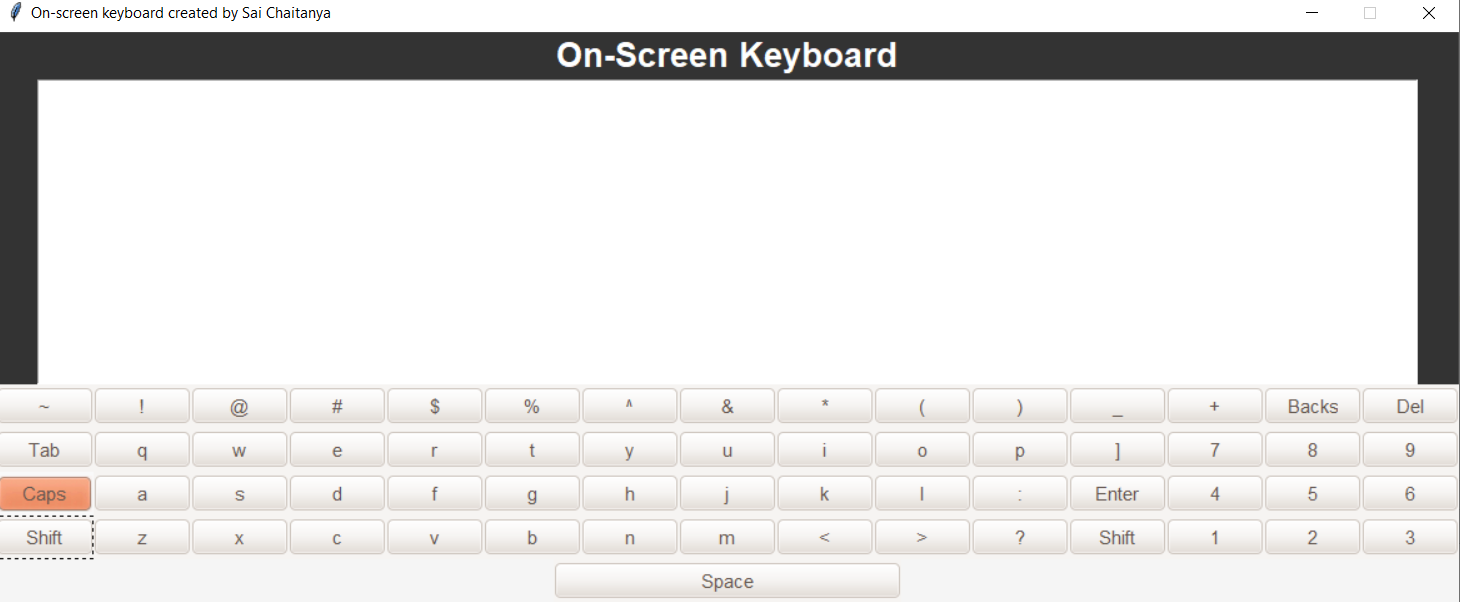 On-screen keyboard created by Sai Chaitanya
On-Screen Keyboard
~ ! @ # $ % ^ & * ( ) _ + Backs Del
Tab q w e r t y u i o p ] 7 8 9
Caps a s d f g h j k l : Enter 4 5 6
Shift z x c v b n m < > ? Shift 1 2 3
Space